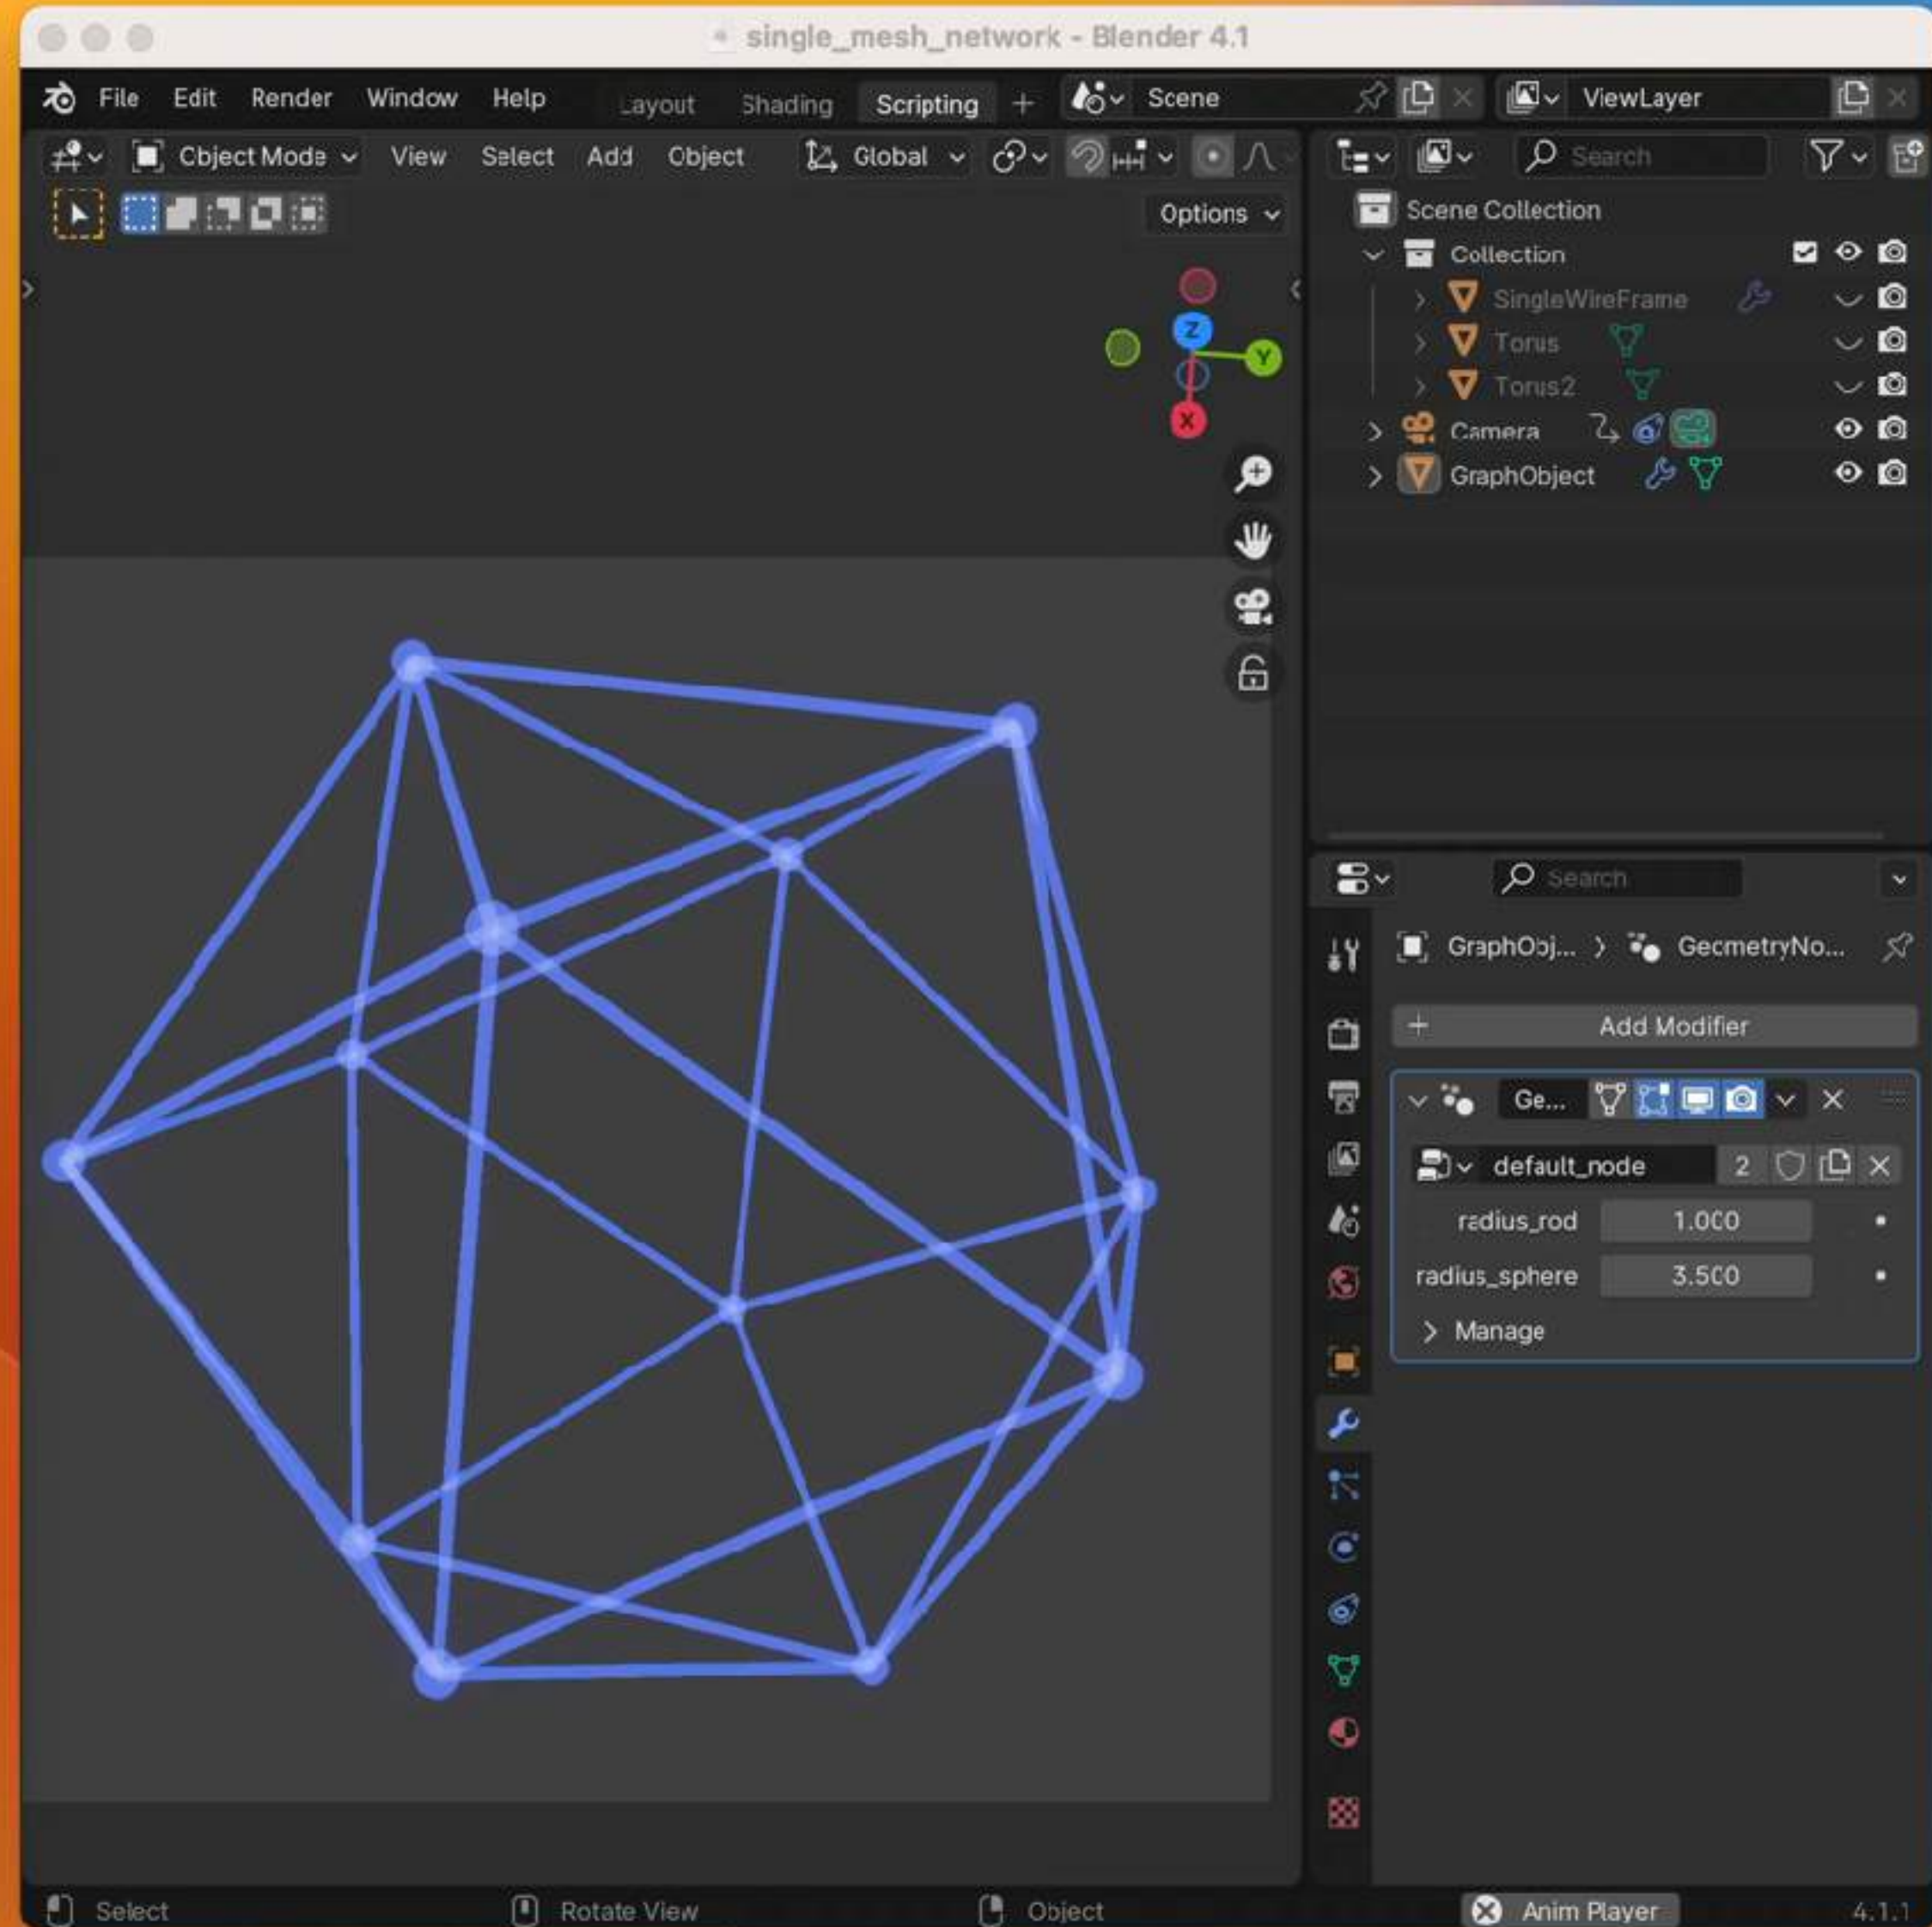 single_mesh_network - Blender 4.1
File Edit Render Window Help Layout Shading Scripting + Scene ViewLayer
Object Mode View Select Add Object Global Search
Options
Scene Collection
Collection
SingleWireFrame
Torus
Torus2
Camera
GraphObject
Z
Y
X
Search
GraphObj... > GeometryNo...
+ Add Modifier
Ge...
default_node 2
radius_rod 1.000
radius_sphere 3.500
> Manage
Select Rotate View Object Anim Player 4.1.1